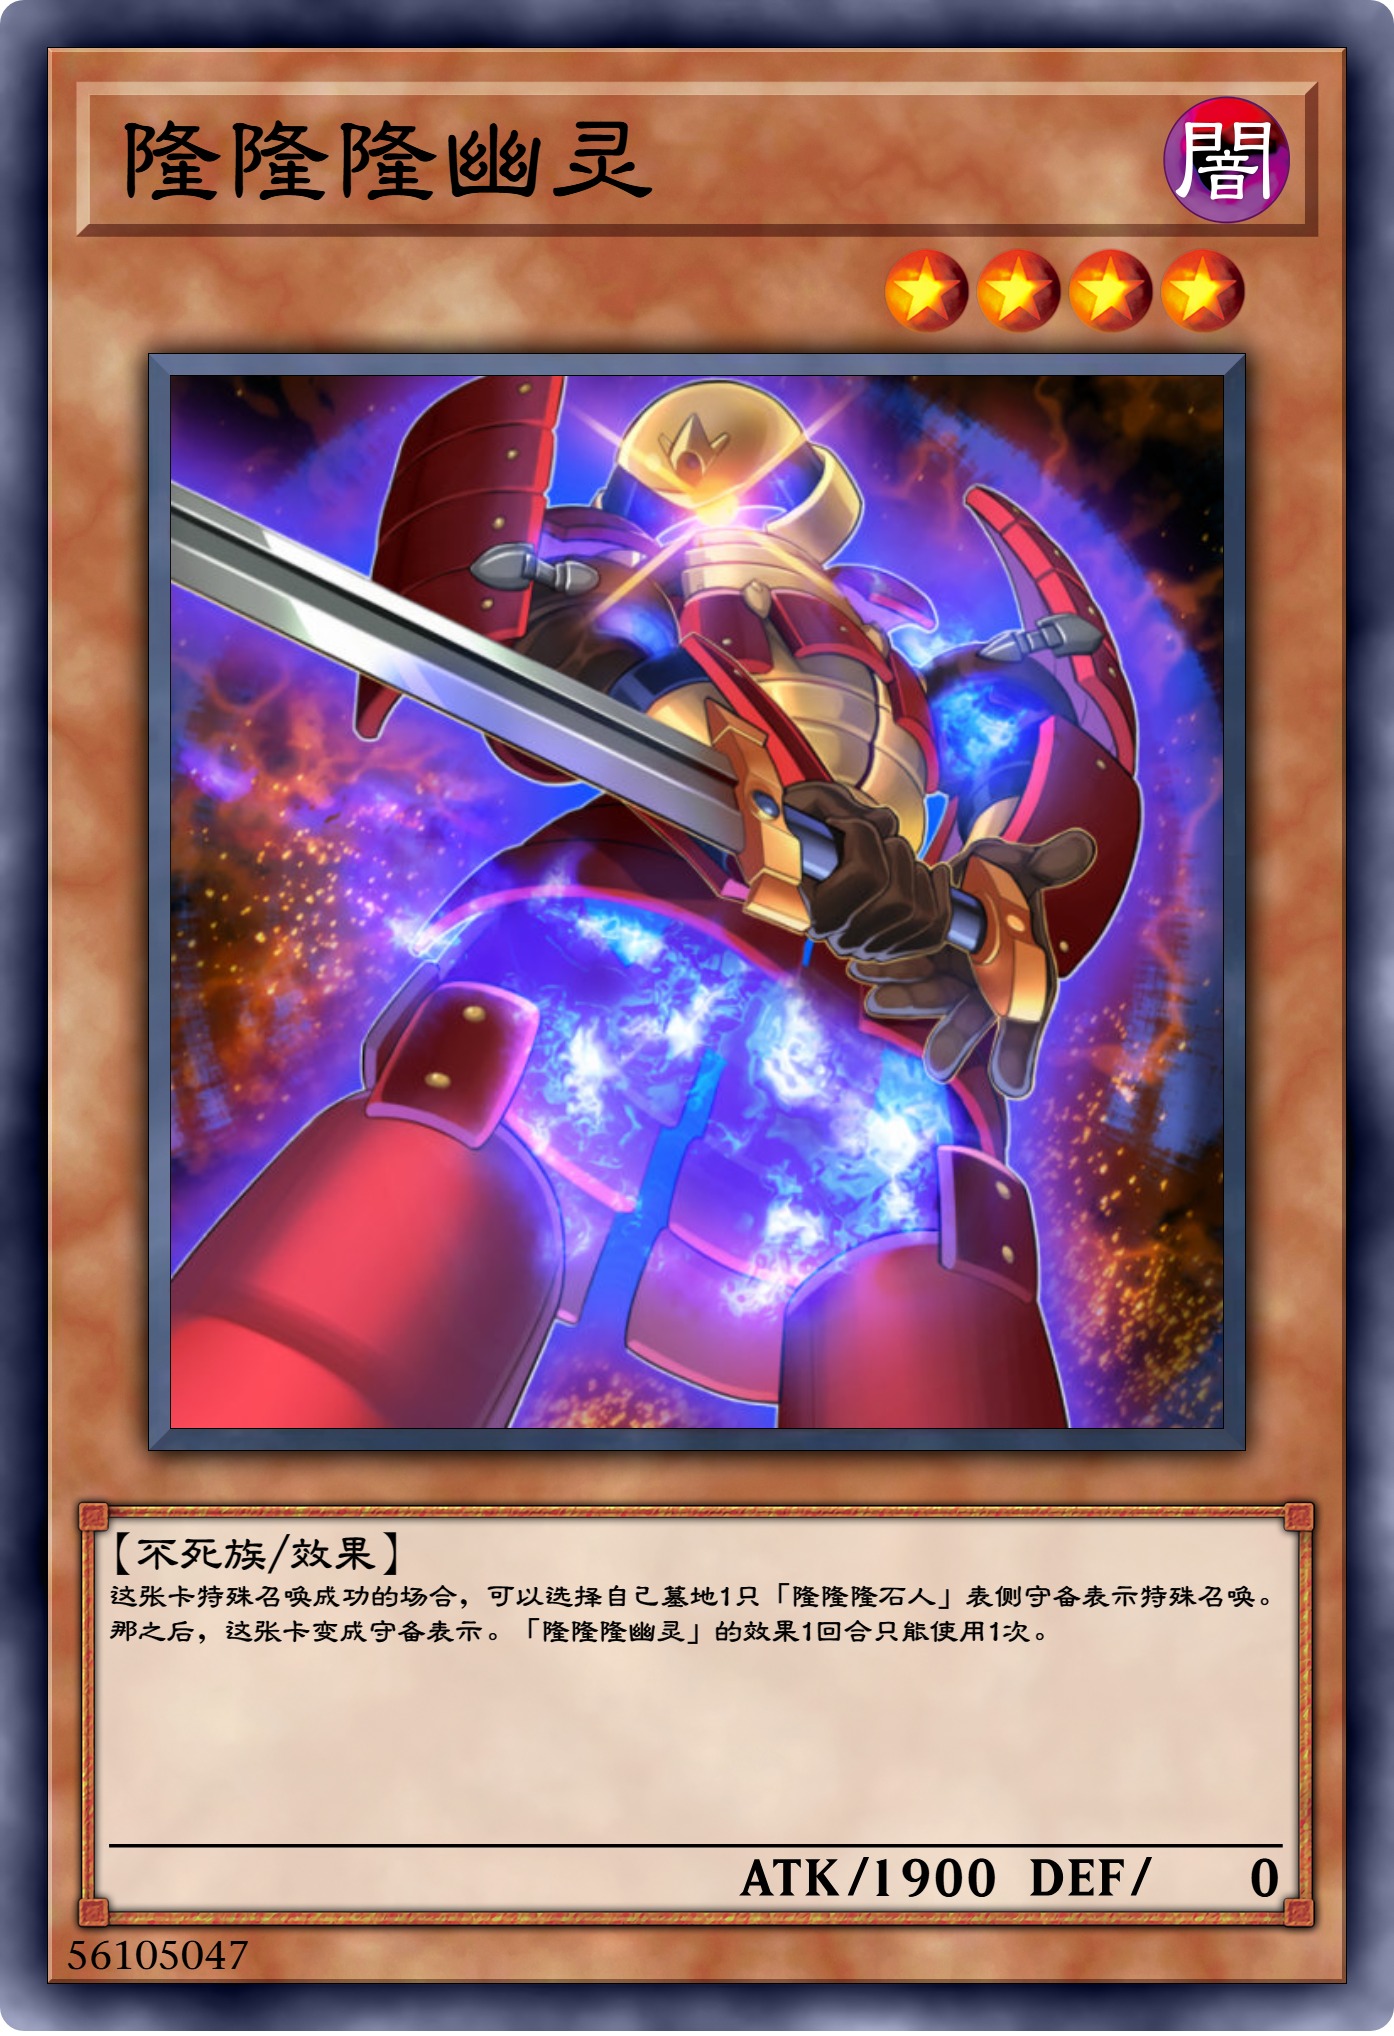 隆隆隆幽灵
闇
【不死族/效果】
这张卡特殊召唤成功的场合，可以选择自己墓地1只「隆隆隆石人」表侧守备表示特殊召唤。
那之后，这张卡变成守备表示。「隆隆隆幽灵」的效果1回合只能使用1次。
ATK/1900 DEF/ 0
56105047